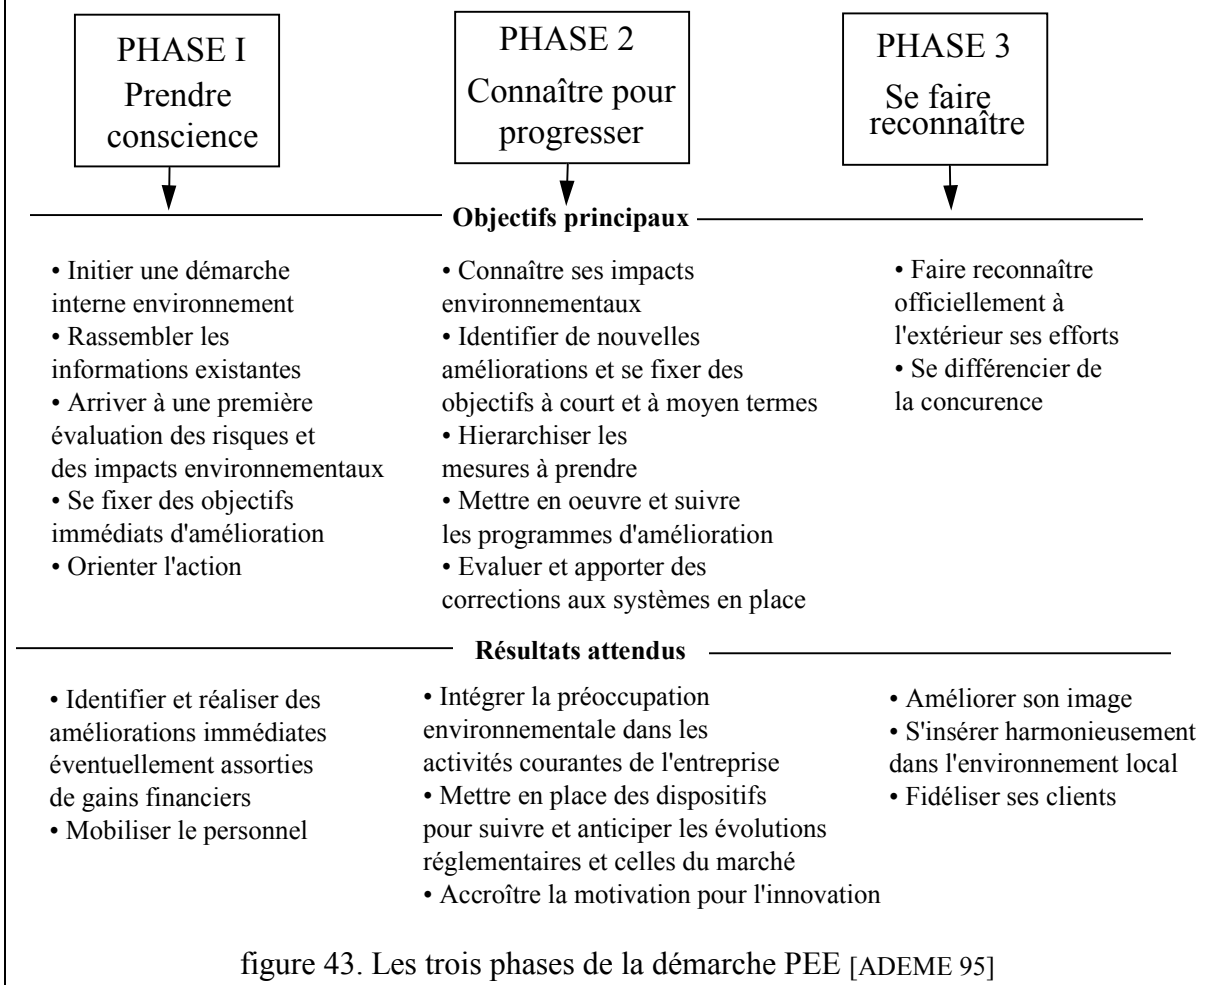 PHASE I
Prendre
conscience
PHASE 2
Connaître pour
progresser
PHASE 3
Se faire
reconnaître
Objectifs principaux
• Initier une démarche
interne environnement
• Rassembler les
informations existantes
• Arriver à une première
évaluation des risques et
des impacts environnementaux
• Se fixer des objectifs
immédiats d'amélioration
• Orienter l'action
• Connaître ses impacts
environnementaux
• Identifier de nouvelles
améliorations et se fixer des
objectifs à court et à moyen termes
• Hierarchiser les
mesures à prendre
• Mettre en oeuvre et suivre
les programmes d'amélioration
• Evaluer et apporter des
corrections aux systèmes en place
• Faire reconnaître
officiellement à
l'extérieur ses efforts
• Se différencier de
la concurence
Résultats attendus
• Identifier et réaliser des
améliorations immédiates
éventuellement assorties
de gains financiers
• Mobiliser le personnel
• Intégrer la préoccupation
environnementale dans les
activités courantes de l'entreprise
• Mettre en place des dispositifs
pour suivre et anticiper les évolutions
réglementaires et celles du marché
• Accroître la motivation pour l'innovation
• Améliorer son image
• S'insérer harmonieusement
dans l'environnement local
• Fidéliser ses clients
figure 43. Les trois phases de la démarche PEE [ADEME 95]